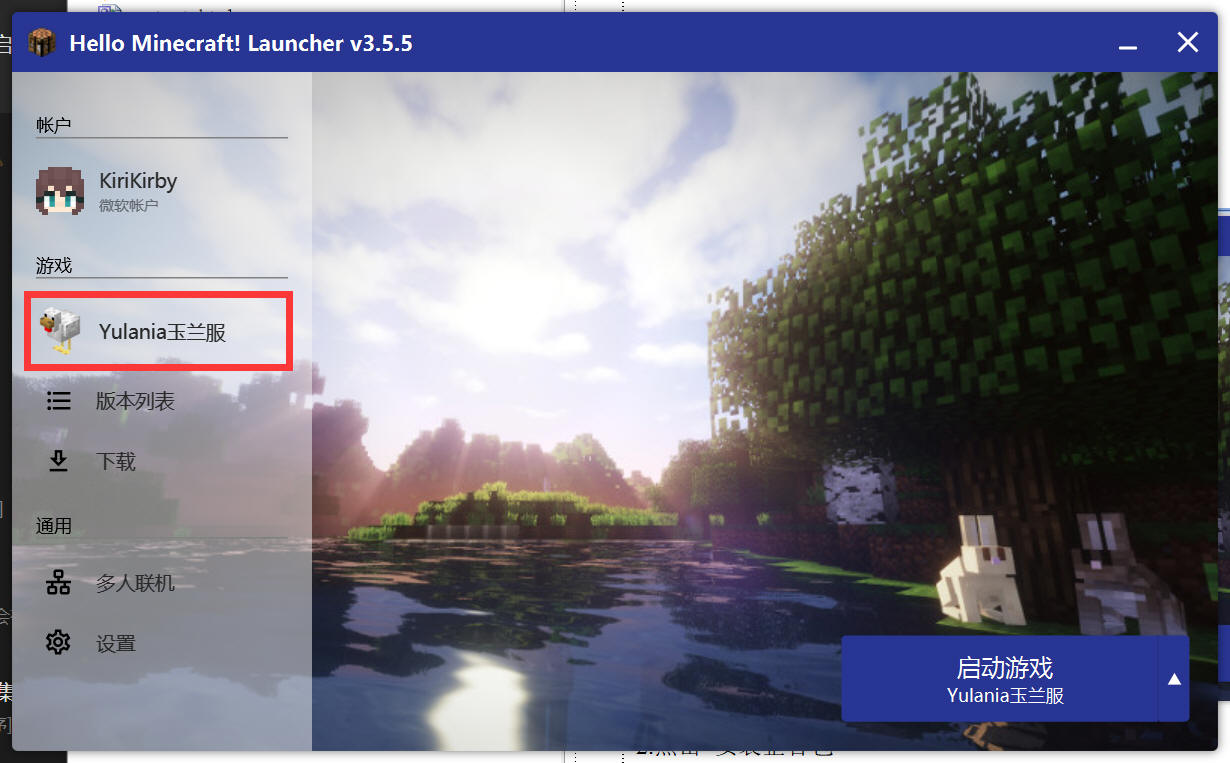 Hello Minecraft! Launcher v3.5.5
帐户
KiriKirby
微软帐户
游戏
Yulania玉兰服
版本列表
下载
通用
多人联机
设置
启动游戏
Yulania玉兰服